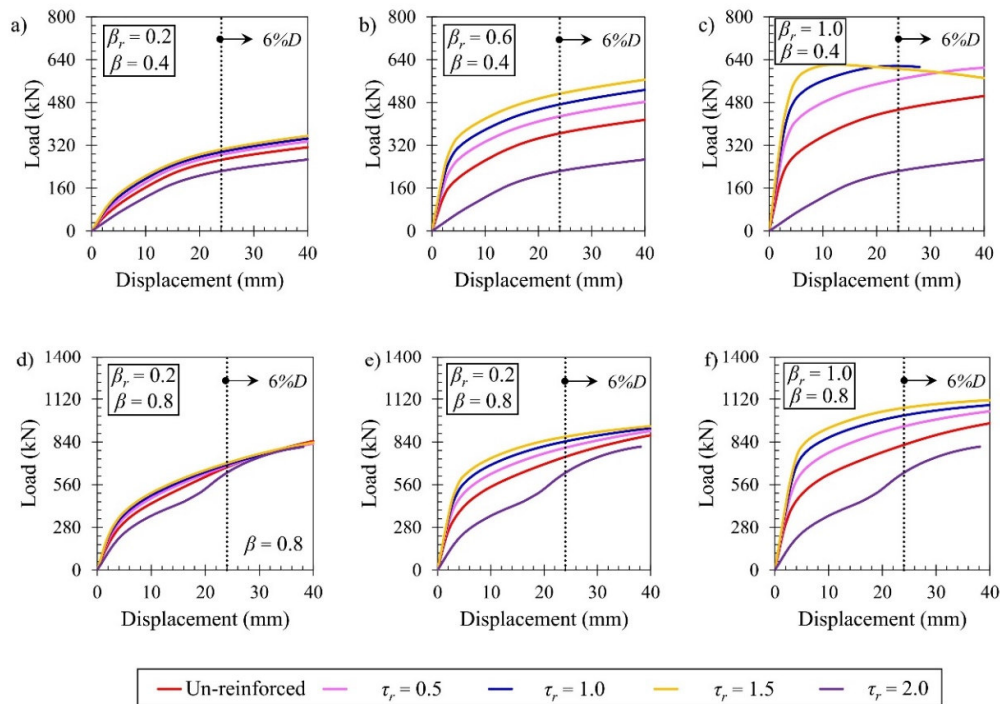 a)
βr = 0.2
β = 0.4
6%D
Load (kN)
800
640
480
320
160
0
0 10 20 30 40
Displacement (mm)
b)
βr = 0.6
β = 0.4
6%D
Load (kN)
800
640
480
320
160
0
0 10 20 30 40
Displacement (mm)
c)
βr = 1.0
β = 0.4
6%D
Load (kN)
800
640
480
320
160
0
0 10 20 30 40
Displacement (mm)
d)
βr = 0.2
β = 0.8
6%D
Load (kN)
1400
1120
840
560
280
0
β = 0.8
0 10 20 30 40
Displacement (mm)
e)
βr = 0.2
β = 0.8
6%D
Load (kN)
1400
1120
840
560
280
0
0 10 20 30 40
Displacement (mm)
f)
βr = 1.0
β = 0.8
6%D
Load (kN)
1400
1120
840
560
280
0
0 10 20 30 40
Displacement (mm)
Un-reinforced τr = 0.5 τr = 1.0 τr = 1.5 τr = 2.0